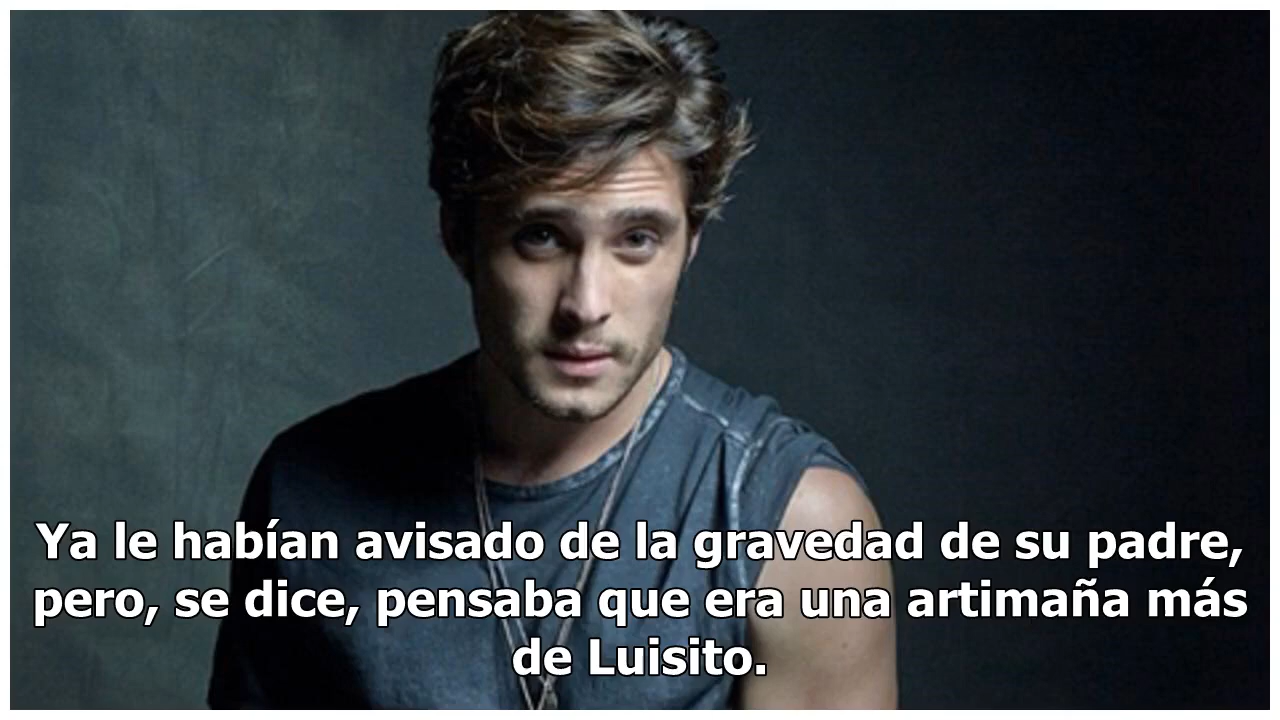 Ya le habían avisado de la gravedad de su padre,
pero, se dice, pensaba que era una artimaña más
de Luisito.